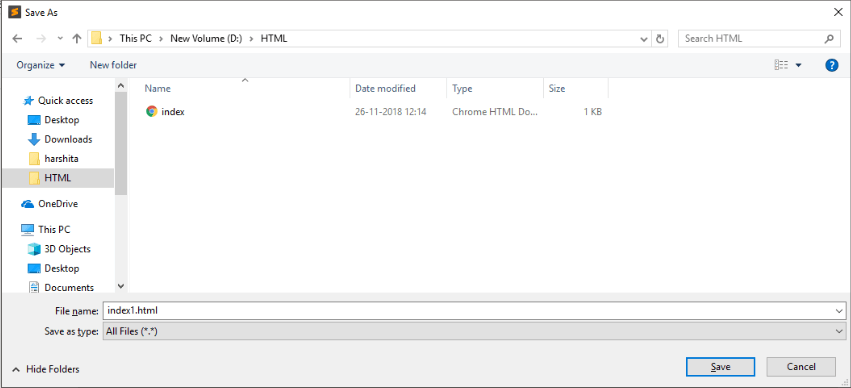 Save As
This PC > New Volume (D:) > HTML
Search HTML
Organize
New folder
Name Date modified Type Size
index 26-11-2018 12:14 Chrome HTML Do... 1 KB
Quick access
Desktop
Downloads
harshita
HTML
OneDrive
This PC
3D Objects
Desktop
Documents
File name: index1.html
Save as type: All Files (*.*)
Hide Folders
Save
Cancel